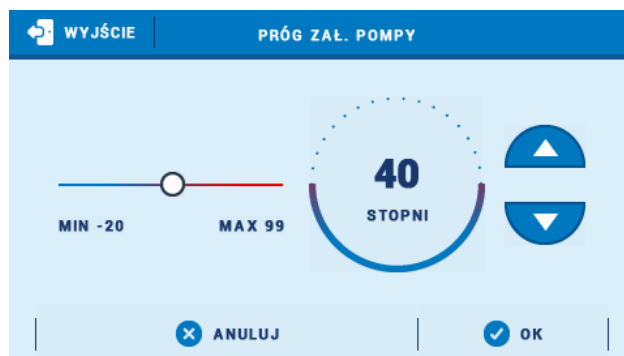 WYJŚCIE
PRÓG ZAŁ. POMPY
40
STOPNI
MIN -20
MAX 99
ANULUJ
OK